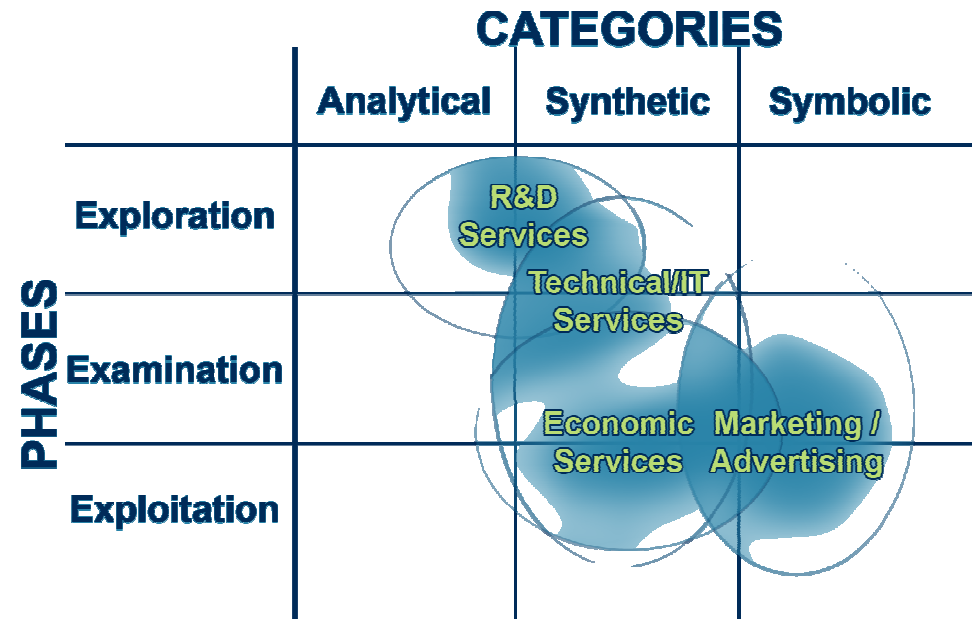 CATEGORIES
Analytical
Synthetic
Symbolic
PHASES
Exploration
R&D
Services
Technical/IT
Services
Examination
Economic
Services
Marketing /
Advertising
Exploitation